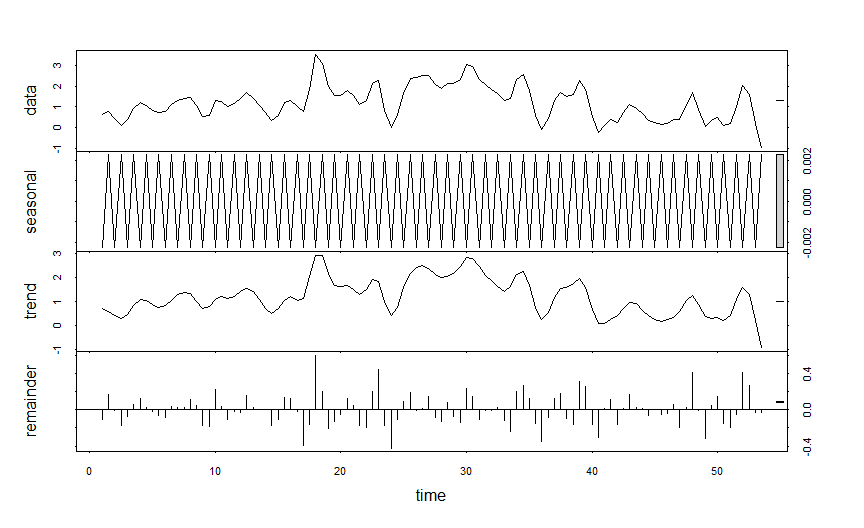 data
-1 0 1 2 3
seasonal
-0.002 0.000 0.002
trend
-1 0 1 2 3
remainder
-0.4 0.0 0.4
0 10 20 30 40 50
time